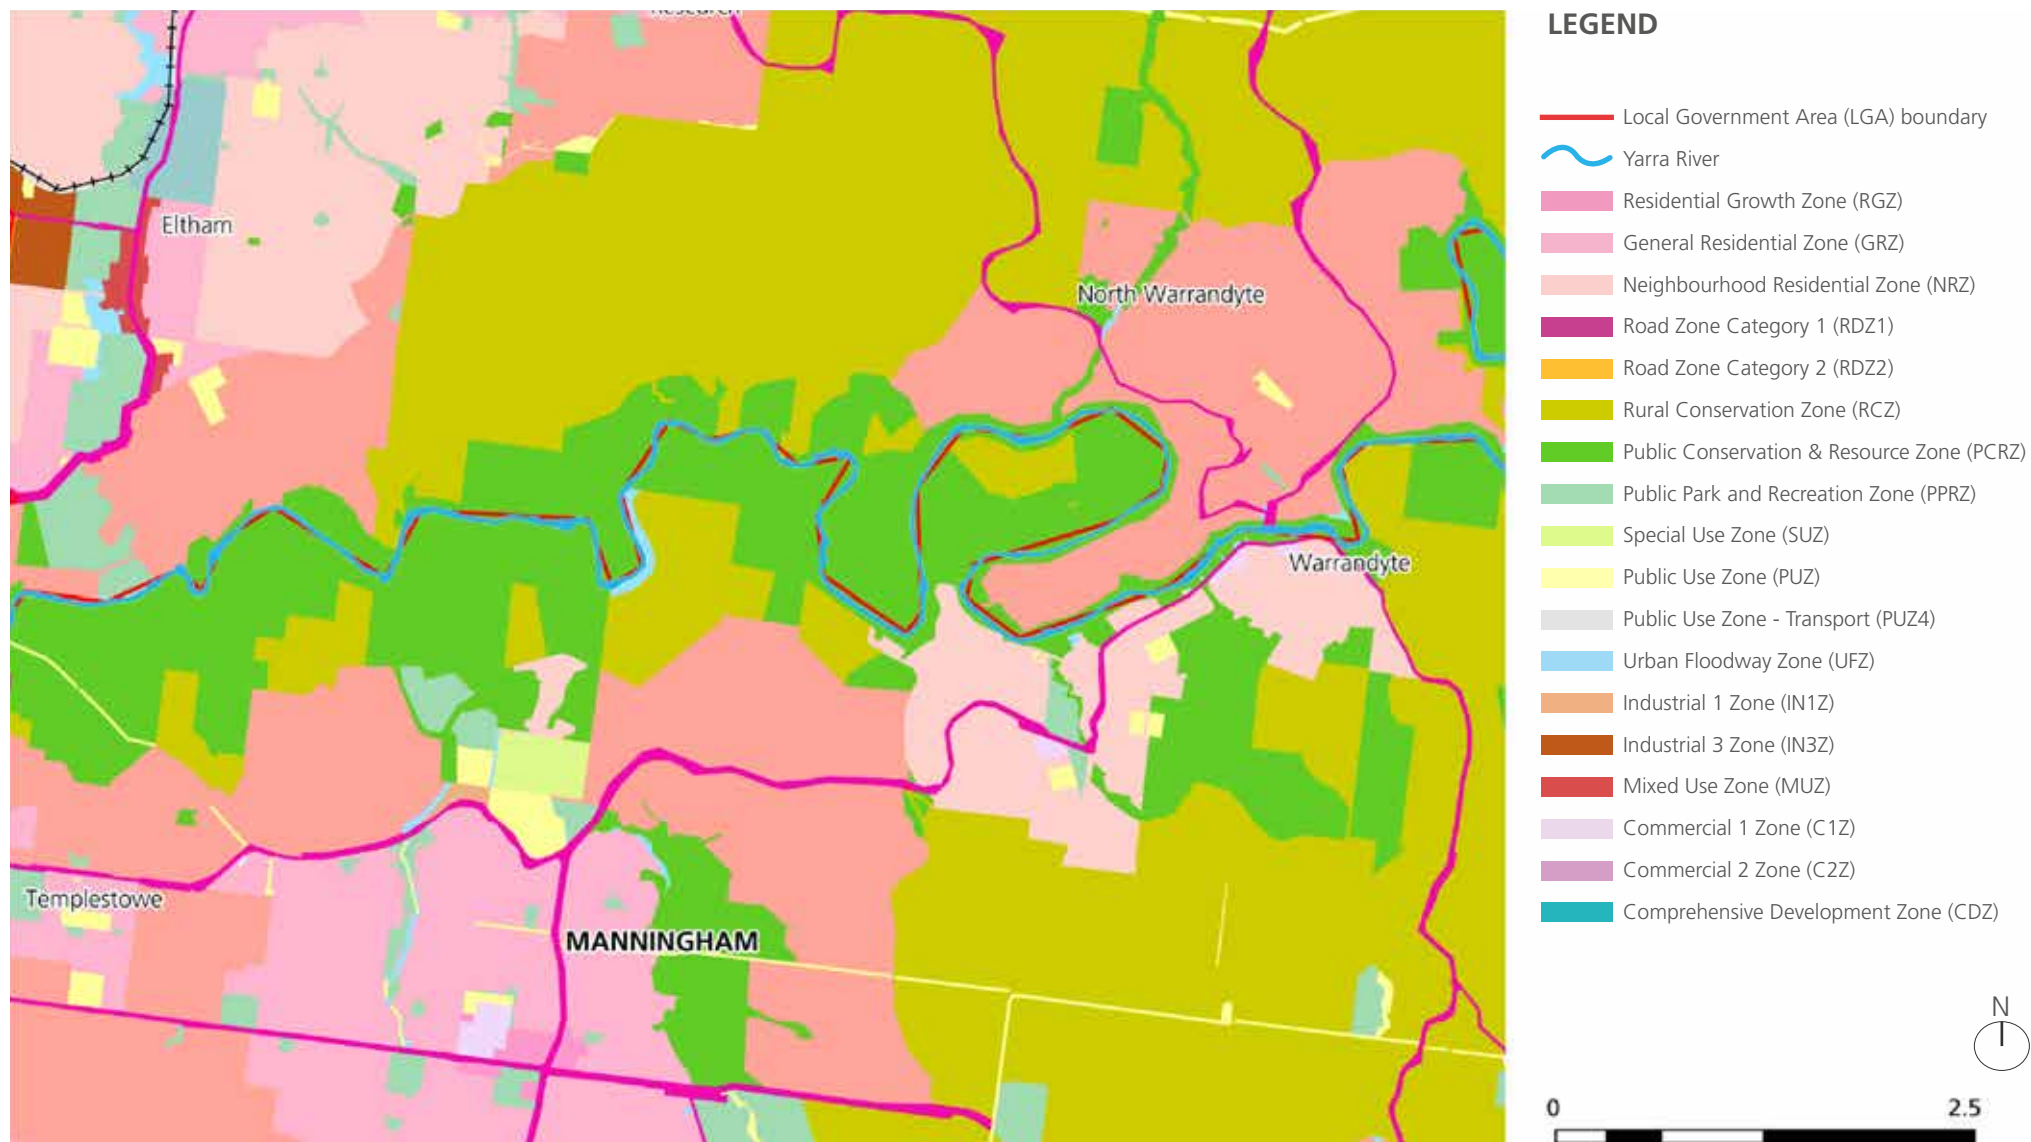 Research
Eltham
North Warrandyte
Warrandyte
Templestowe
MANNINGHAM
LEGEND
Local Government Area (LGA) boundary
Yarra River
Residential Growth Zone (RGZ)
General Residential Zone (GRZ)
Neighbourhood Residential Zone (NRZ)
Road Zone Category 1 (RDZ1)
Road Zone Category 2 (RDZ2)
Rural Conservation Zone (RCZ)
Public Conservation & Resource Zone (PCRZ)
Public Park and Recreation Zone (PPRZ)
Special Use Zone (SUZ)
Public Use Zone (PUZ)
Public Use Zone - Transport (PUZ4)
Urban Floodway Zone (UFZ)
Industrial 1 Zone (IN1Z)
Industrial 3 Zone (IN3Z)
Mixed Use Zone (MUZ)
Commercial 1 Zone (C1Z)
Commercial 2 Zone (C2Z)
Comprehensive Development Zone (CDZ)
N
0 2.5